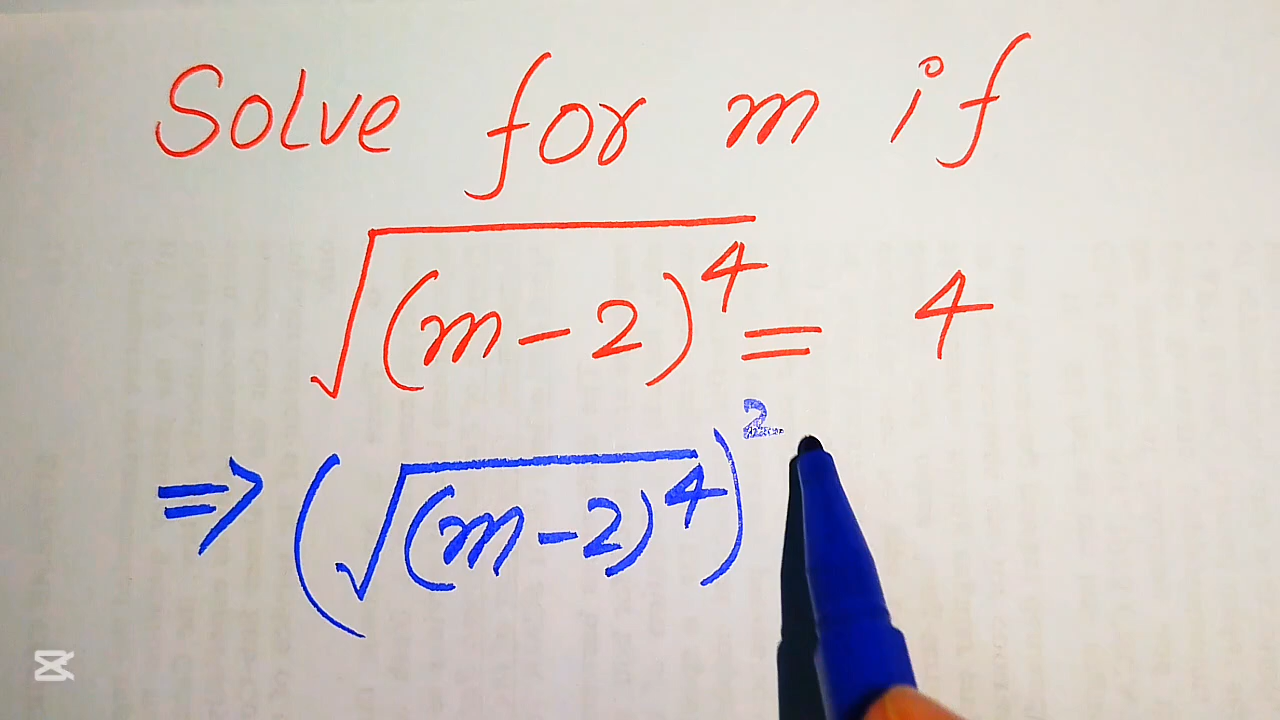 Solve for m if
√(m-2)⁴ = 4
⇒ (√(m-2)⁴)²